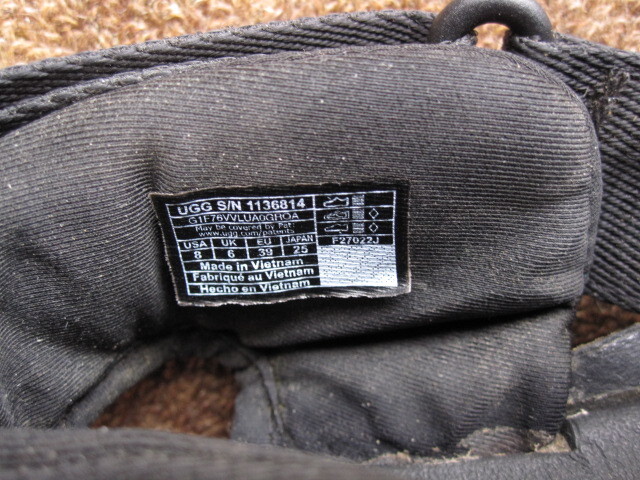 UGG S/N 1136814
G1F76VVLUA0GHOA
May be covered by Pat:
www.ugg.com/patents
USA UK EU JAPAN
8 6 39 25
F27022J
Made in Vietnam
Fabriqué au Vietnam
Hecho en Vietnam